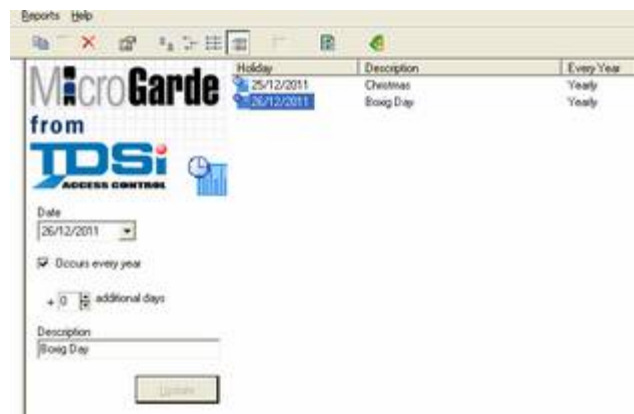 Reports Help
Holiday Description Every Year
25/12/2011 Christmas Yearly
26/12/2011 Boxig Day Yearly
MicroGarde
from
TDSi
ACCESS CONTROL
Date
26/12/2011
Occurs every year
+ 0 additional days
Description
Boxig Day
Update